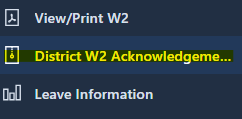 View/Print W2
District W2 Acknowledgeme...
Leave Information